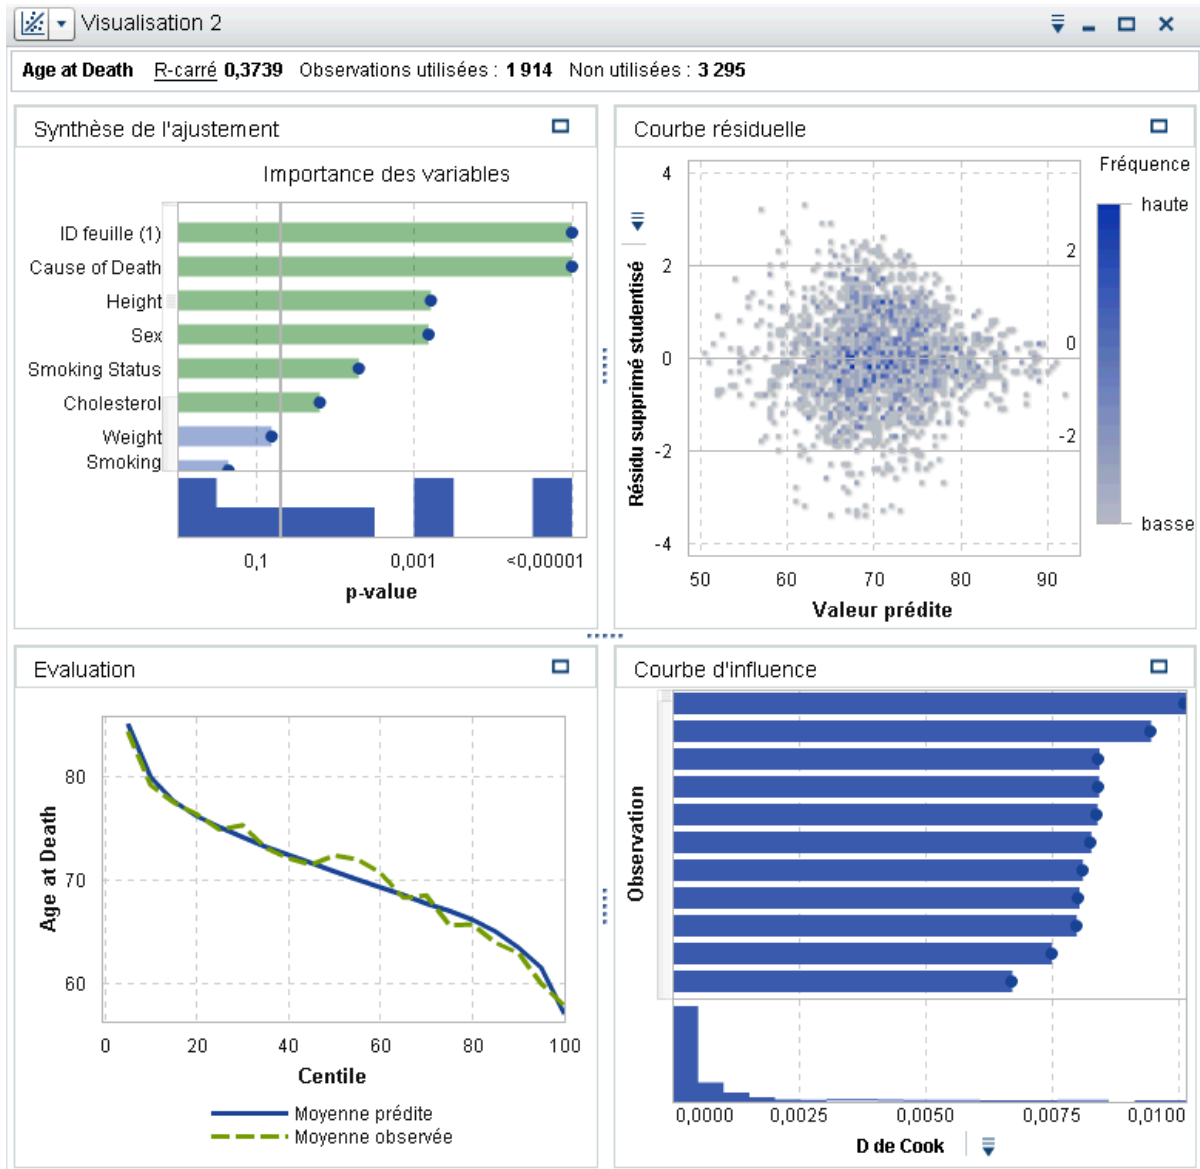 Visualisation 2
Age at Death R-carré 0,3739 Observations utilisées : 1 914 Non utilisées : 3 295
Synthèse de l'ajustement
Importance des variables
ID feuille (1)
Cause of Death
Height
Sex
Smoking Status
Cholesterol
Weight
Smoking
0,1 0,001 <0,00001
p-value
Courbe résiduelle
Fréquence
haute
basse
Résidu supprimé studentisé
4
2
0
-2
-4
2
0
-2
50 60 70 80 90
Valeur prédite
Evaluation
Age at Death
80
70
60
0 20 40 60 80 100
Centile
Moyenne prédite
Moyenne observée
Courbe d'influence
Observation
0,0000 0,0025 0,0050 0,0075 0,0100
D de Cook